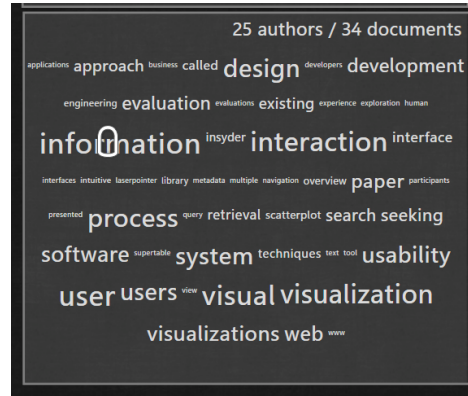 25 authors / 34 documents
applications approach business called design developers development
engineering evaluation evaluations existing experience exploration human
information insyder interaction interface
interfaces intuitive laserpointer library metadata multiple navigation overview paper participants
presented process query retrieval scatterplot search seeking
software supertable system techniques text tool usability
user users view visual visualization
visualizations web www